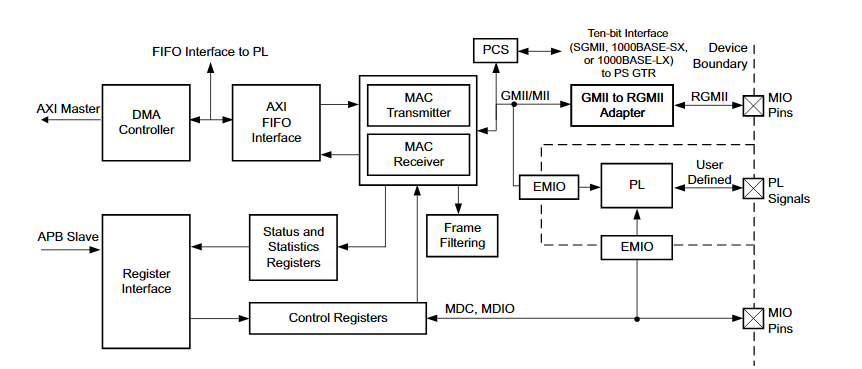 Ten-bit Interface
(SGMII, 1000BASE-SX,
or 1000BASE-LX)
to PS GTR
Device
Boundary
PCS
FIFO Interface to PL
AXI Master
DMA
Controller
AXI
FIFO
Interface
MAC
Transmitter
MAC
Receiver
GMII/MII
GMII to RGMII
Adapter
RGMII
MIO
Pins
EMIO
PL
User
Defined
PL
Signals
EMIO
APB Slave
Register
Interface
Status and
Statistics
Registers
Frame
Filtering
Control Registers
MDC, MDIO
MIO
Pins